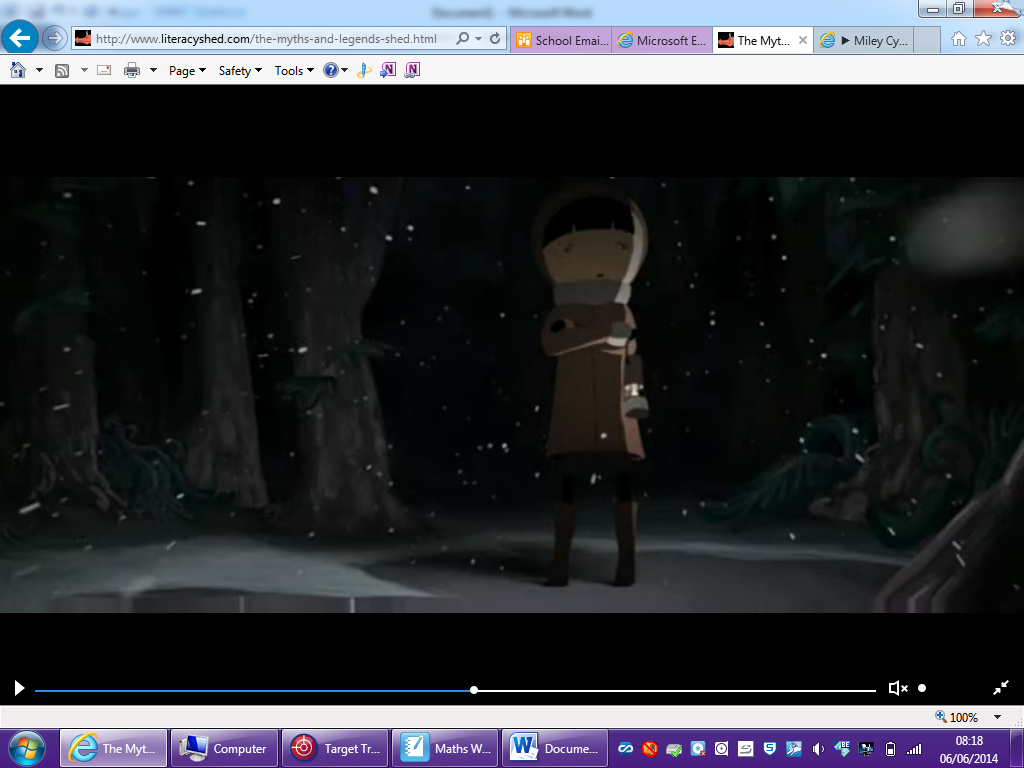 Document1 - Microsoft Word
http://www.literacyshed.com/the-myths-and-legends-shed.html
School Emai...
Microsoft E...
The Myt...
► Miley Cy...
Page
Safety
Tools
100%
The Myt...
Computer
Target Tr...
Maths W...
Docume...
08:18
06/06/2014